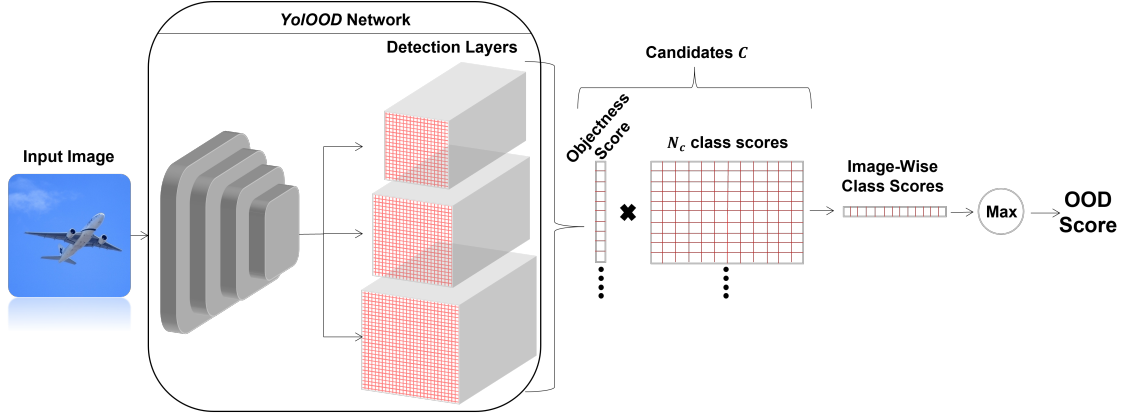 YolOOD Network
Detection Layers
Input Image
Candidates C
Objectness
Score
N_c class scores
Image-Wise
Class Scores
Max
OOD
Score